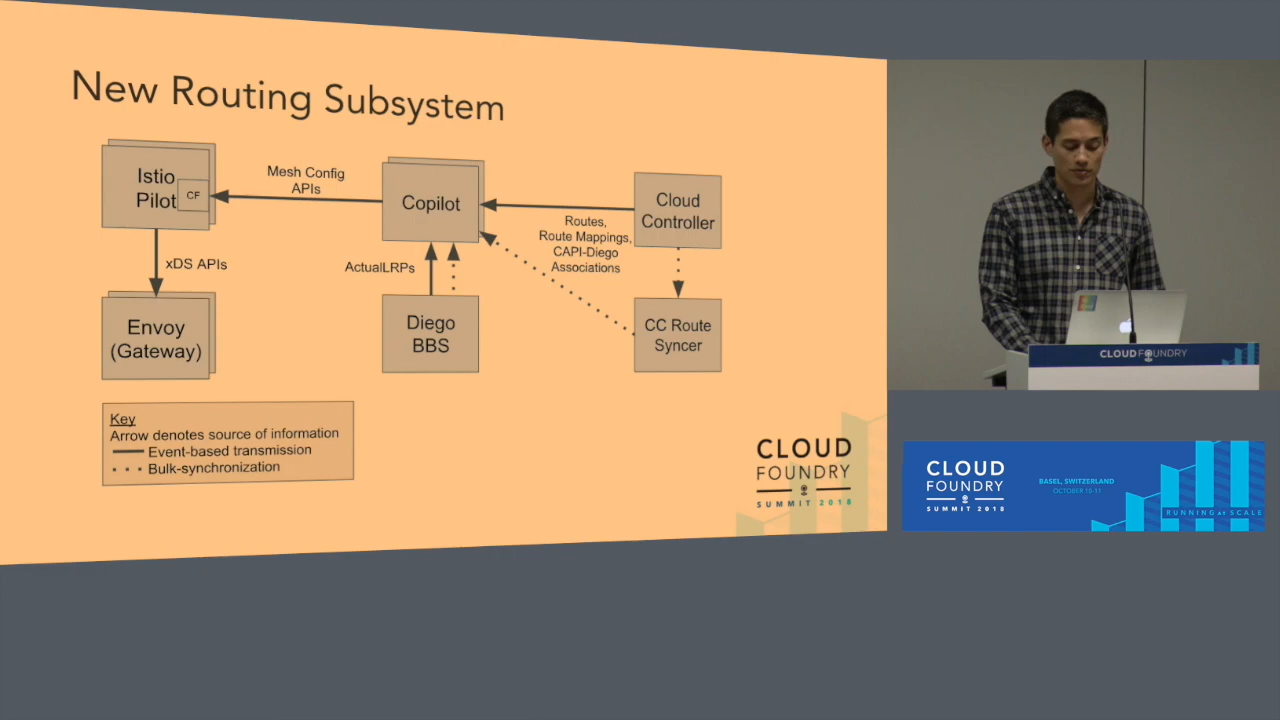 New Routing Subsystem
Istio
Pilot
CF
Mesh Config
APIs
Copilot
Cloud
Controller
Routes,
Route Mappings,
CAPI-Diego
Associations
xDS APIs
ActualLRPs
Envoy
(Gateway)
Diego
BBS
CC Route
Syncer
Key
Arrow denotes source of information
Event-based transmission
Bulk-synchronization
CLOUD
FOUNDRY
SUMMIT 2018
CLOUDFOUNDRY
CLOUD
FOUNDRY
SUMMIT 2018
BASEL, SWITZERLAND
OCTOBER 10-11
RUNNING AT SCALE